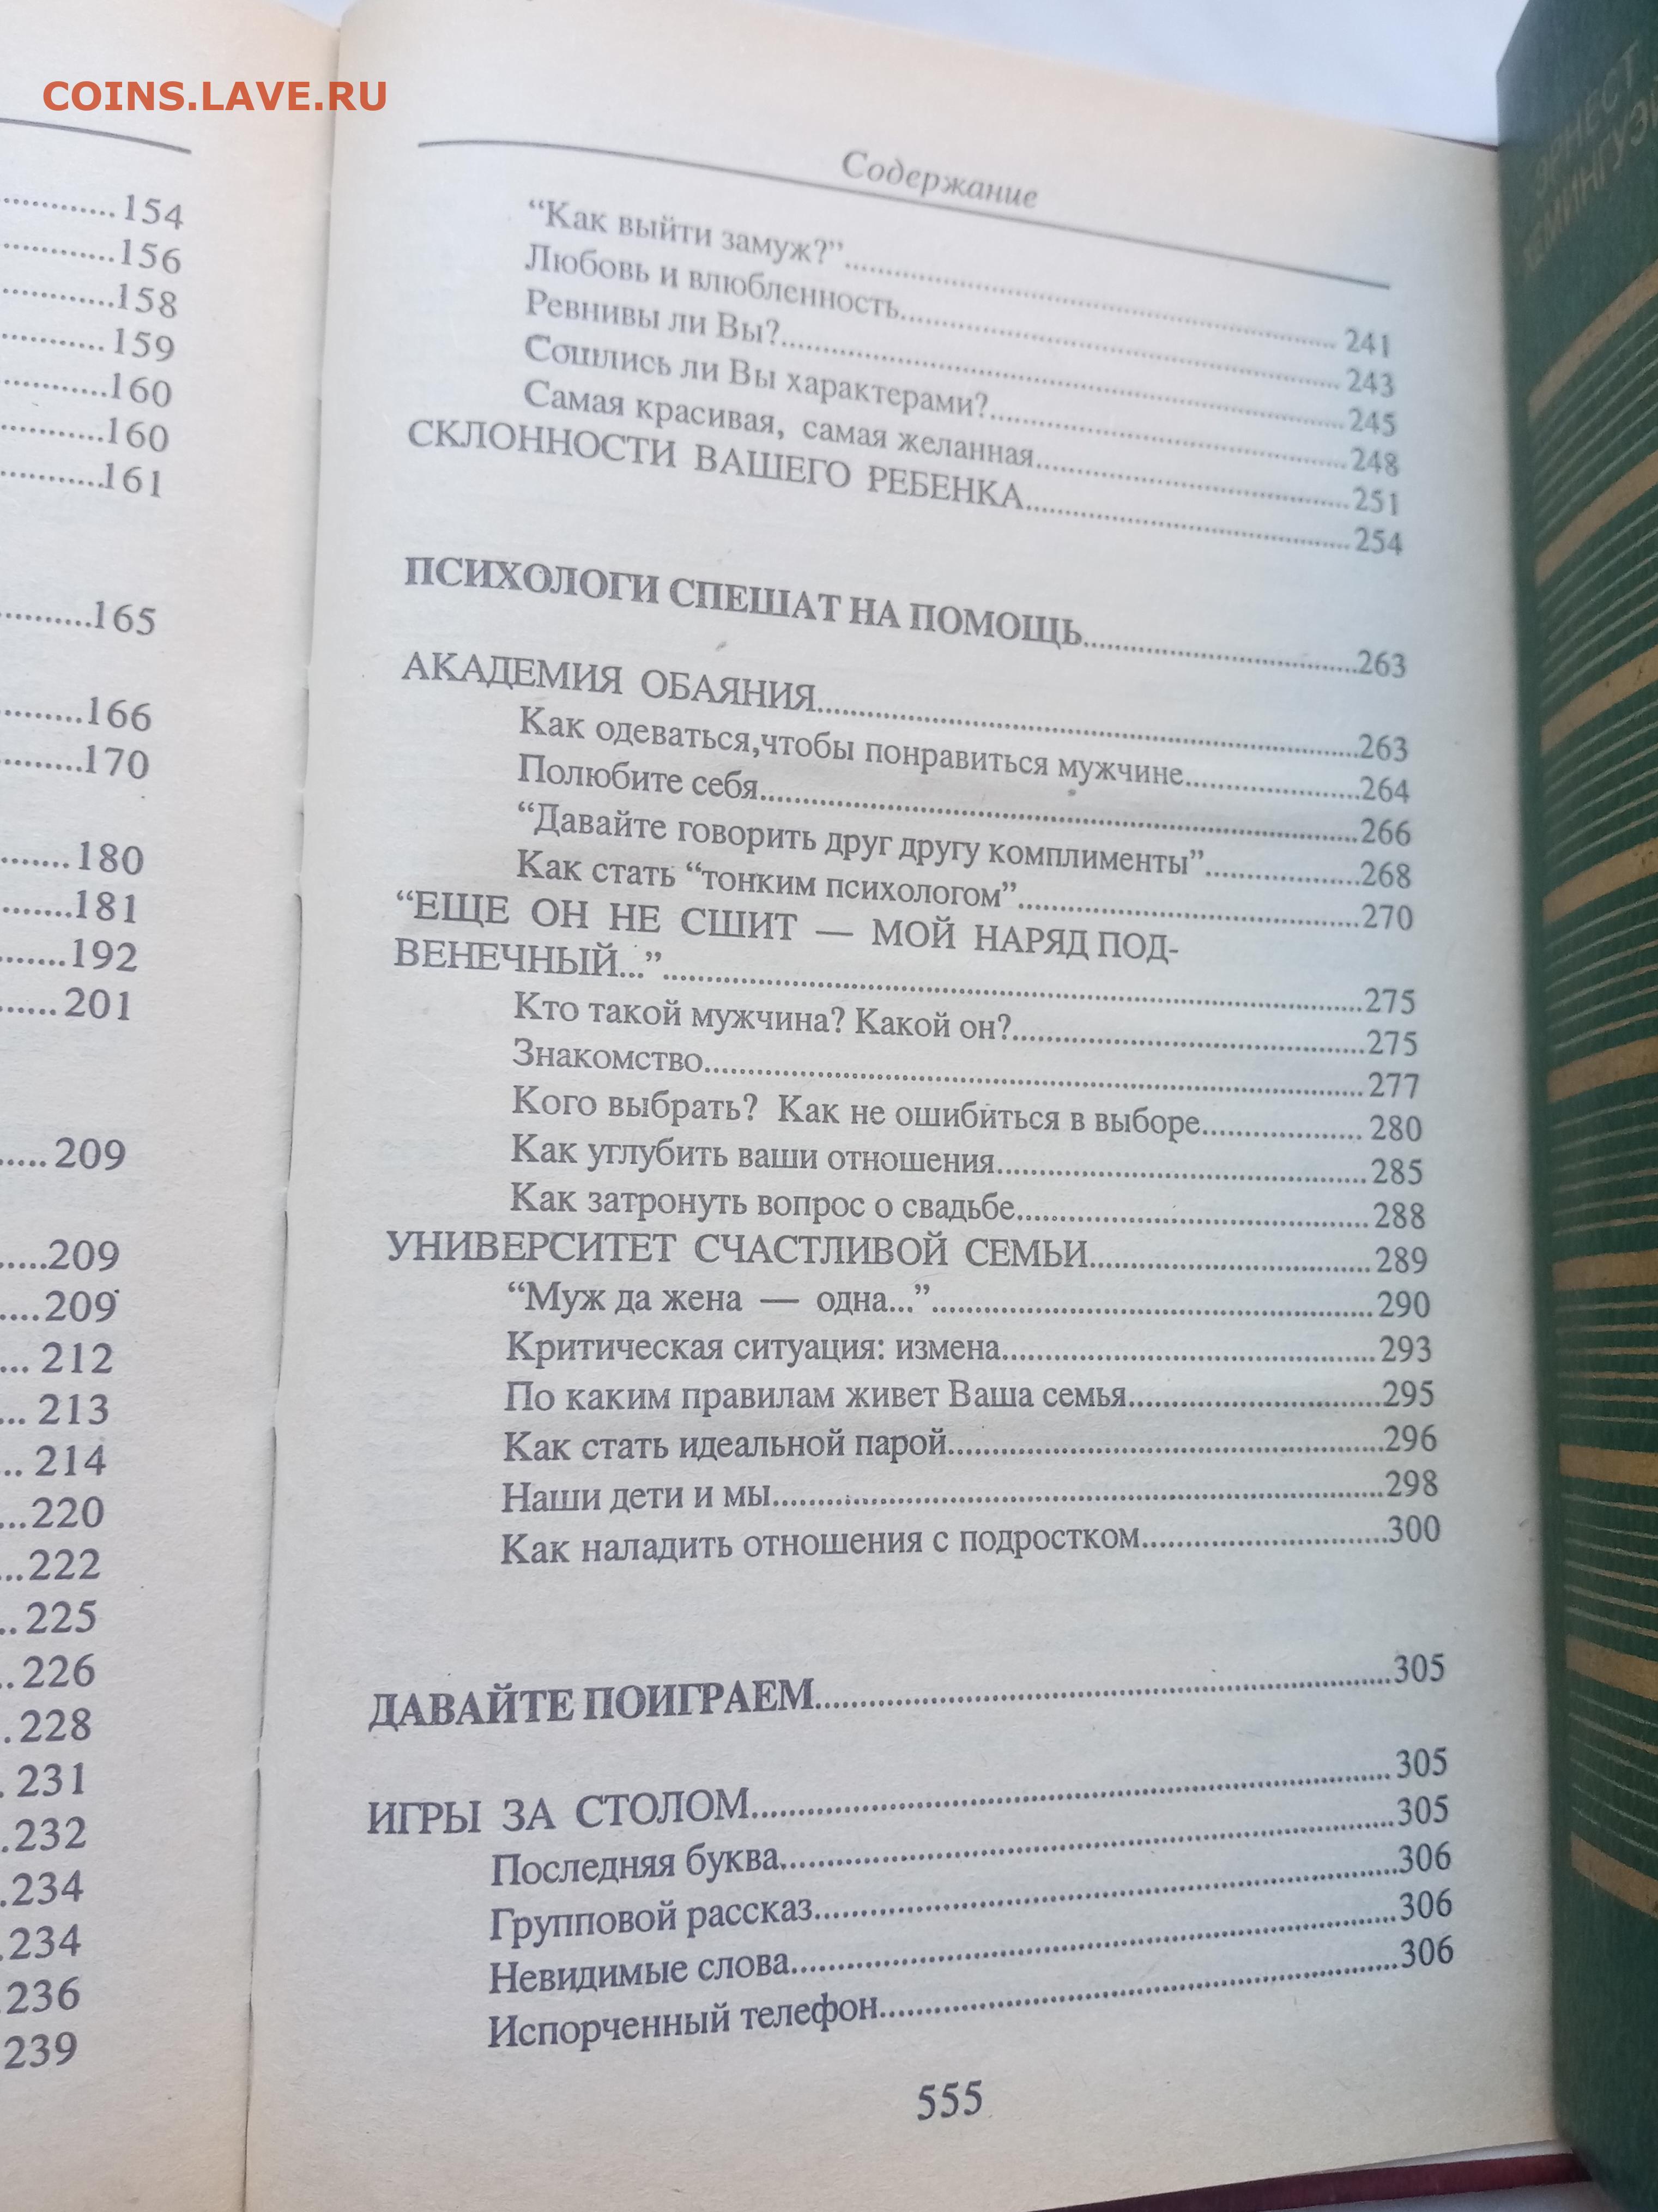 COINS.LAVE.RU
...........154
...........156
...........158
...........159
...........160
...........160
...........161
...........165
..........166
..........170
........180
........181
.......192
......201
.....209
.....209
....209
... 212
... 213
.. 214
...220
...222
..225
..226
.228
. 231
.232
.234
.234
.236
239
Содержание
“Как выйти замуж?”.......... 241
Любовь и влюбленность.......... 243
Ревнивы ли Вы?.......... 245
Сошлись ли Вы характерами?.......... 248
Самая красивая, самая желанная.......... 251
СКЛОННОСТИ ВАШЕГО РЕБЕНКА.......... 254
ПСИХОЛОГИ СПЕШАТ НА ПОМОЩЬ..........263
АКАДЕМИЯ ОБАЯНИЯ..........263
Как одеваться,чтобы понравиться мужчине..........264
Полюбите себя..........266
“Давайте говорить друг другу комплименты”..........268
Как стать “тонким психологом”..........270
“ЕЩЕ ОН НЕ СШИТ — МОЙ НАРЯД ПОД-
ВЕНЕЧНЫЙ...”..........275
Кто такой мужчина? Какой он?..........275
Знакомство.......... 277
Кого выбрать? Как не ошибиться в выборе.......... 280
Как углубить ваши отношения.......... 285
Как затронуть вопрос о свадьбе.......... 288
УНИВЕРСИТЕТ СЧАСТЛИВОЙ СЕМЬИ.......... 289
“Муж да жена — одна...”.......... 290
Критическая ситуация: измена.......... 293
По каким правилам живет Ваша семья..........295
Как стать идеальной парой..........296
Наши дети и мы..........298
Как наладить отношения с подростком..........300
ДАВАЙТЕ ПОИГРАЕМ..........305
ИГРЫ ЗА СТОЛОМ..........305
Последняя буква..........305
Групповой рассказ..........306
Невидимые слова..........306
Испорченный телефон..........306
555
ЭРНЕСТ